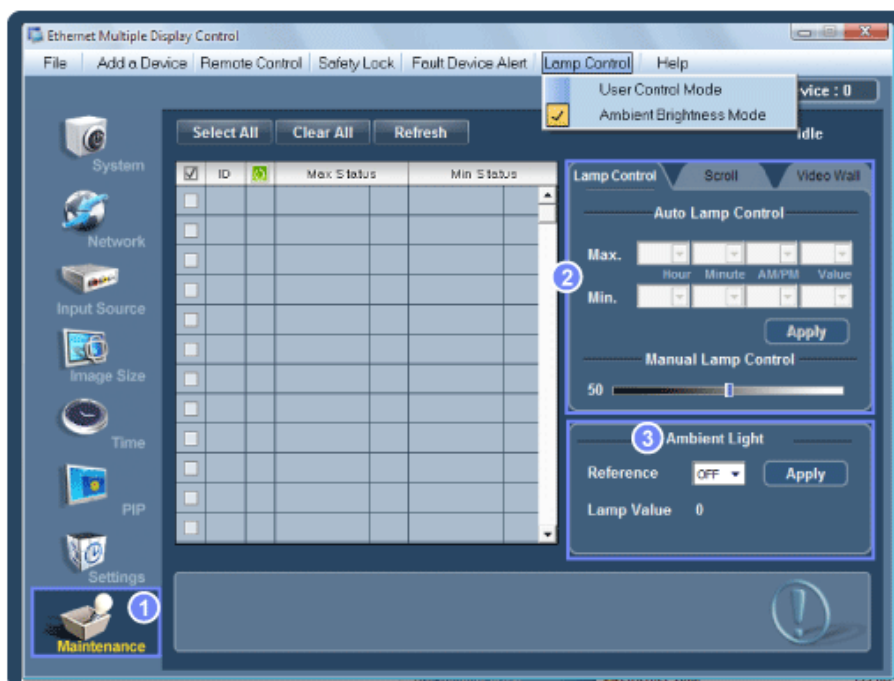 Ethernet Multiple Display Control
File Add a Device Remote Control Safety Lock Fault Device Alert Lamp Control Help
User Control Mode
Ambient Brightness Mode
vice : 0
Idle
Select All Clear All Refresh
ID Max Status Min Status
System
Network
Input Source
Image Size
Time
PIP
Settings
Maintenance
1
Lamp Control Scroll Video Wall
Auto Lamp Control
Max.
Hour Minute AM/PM Value
2
Min.
Apply
Manual Lamp Control
50
3 Ambient Light
Reference OFF Apply
Lamp Value 0